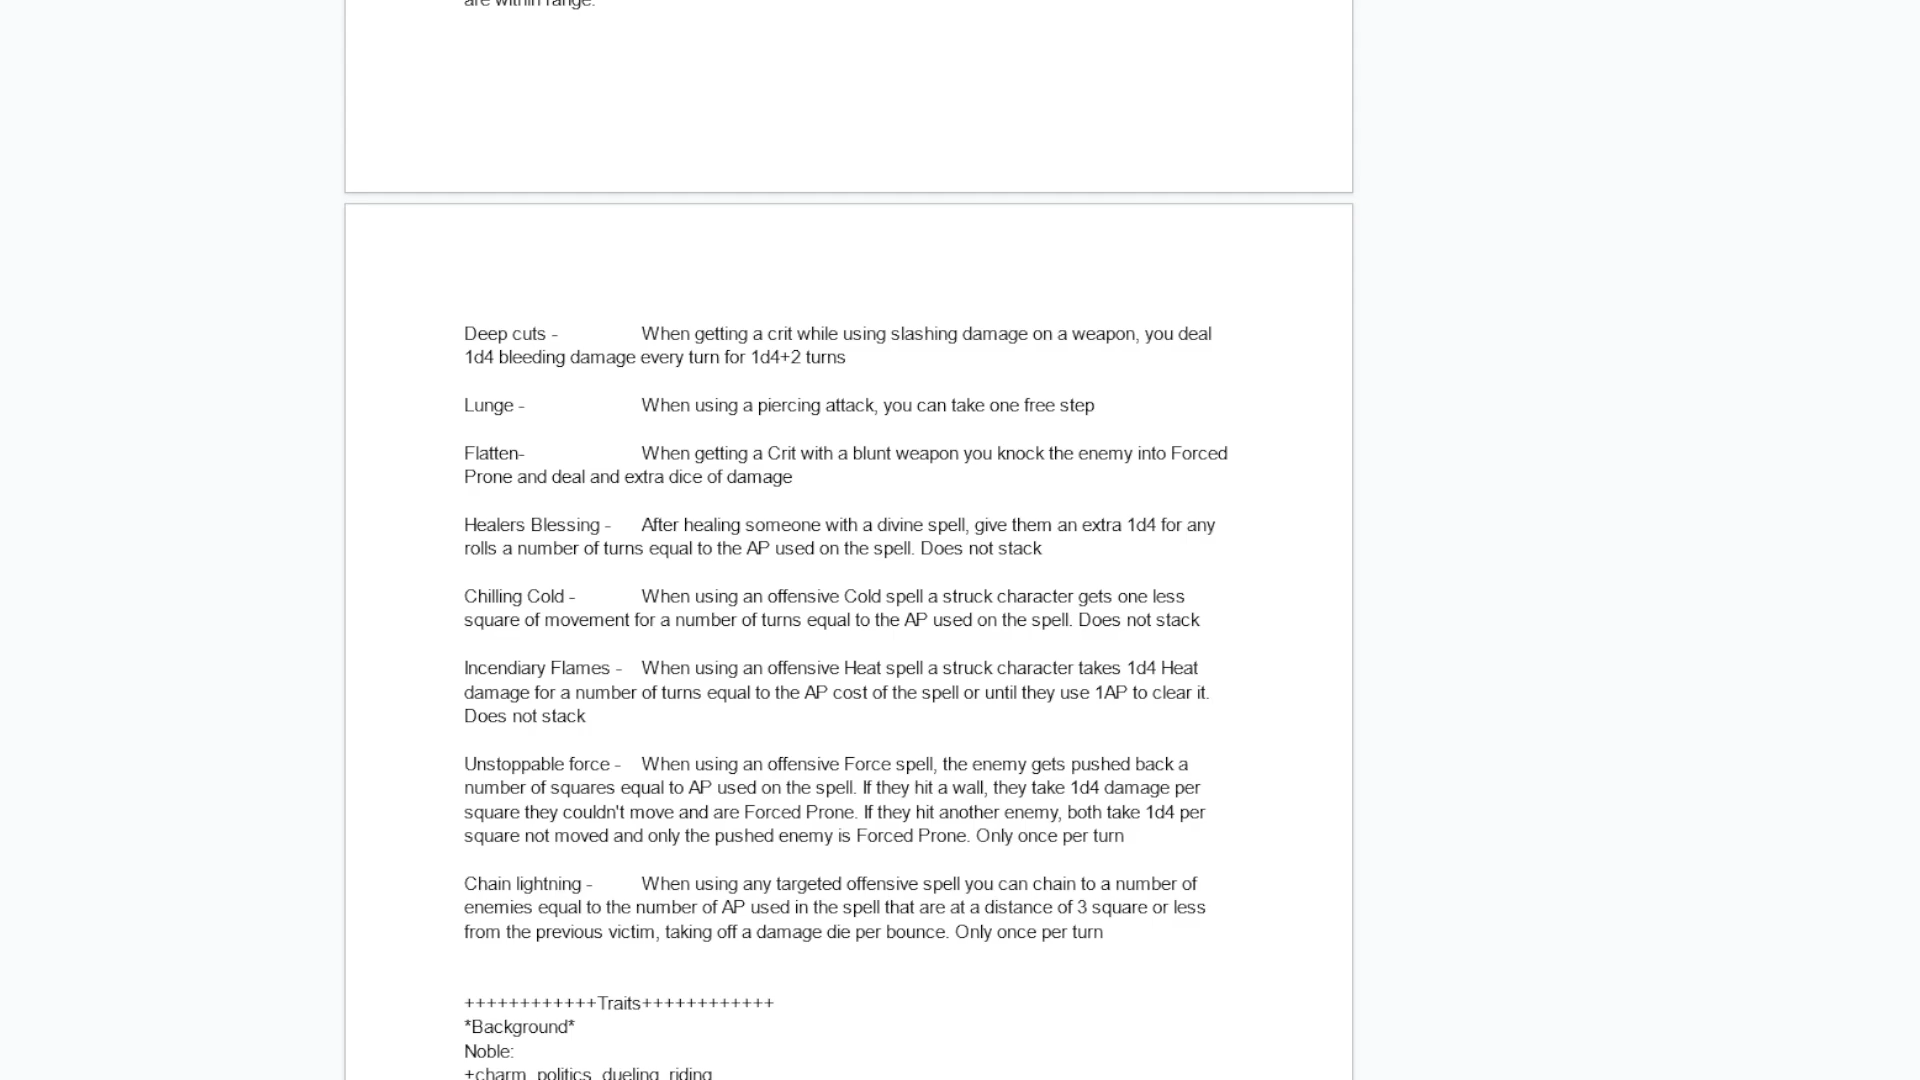 are within range.
Deep cuts - When getting a crit while using slashing damage on a weapon, you deal
1d4 bleeding damage every turn for 1d4+2 turns
Lunge - When using a piercing attack, you can take one free step
Flatten- When getting a Crit with a blunt weapon you knock the enemy into Forced
Prone and deal and extra dice of damage
Healers Blessing - After healing someone with a divine spell, give them an extra 1d4 for any
rolls a number of turns equal to the AP used on the spell. Does not stack
Chilling Cold - When using an offensive Cold spell a struck character gets one less
square of movement for a number of turns equal to the AP used on the spell. Does not stack
Incendiary Flames - When using an offensive Heat spell a struck character takes 1d4 Heat
damage for a number of turns equal to the AP cost of the spell or until they use 1AP to clear it.
Does not stack
Unstoppable force - When using an offensive Force spell, the enemy gets pushed back a
number of squares equal to AP used on the spell. If they hit a wall, they take 1d4 damage per
square they couldn't move and are Forced Prone. If they hit another enemy, both take 1d4 per
square not moved and only the pushed enemy is Forced Prone. Only once per turn
Chain lightning - When using any targeted offensive spell you can chain to a number of
enemies equal to the number of AP used in the spell that are at a distance of 3 square or less
from the previous victim, taking off a damage die per bounce. Only once per turn
++++++++++++Traits++++++++++++
*Background*
Noble:
+charm, politics, dueling, riding